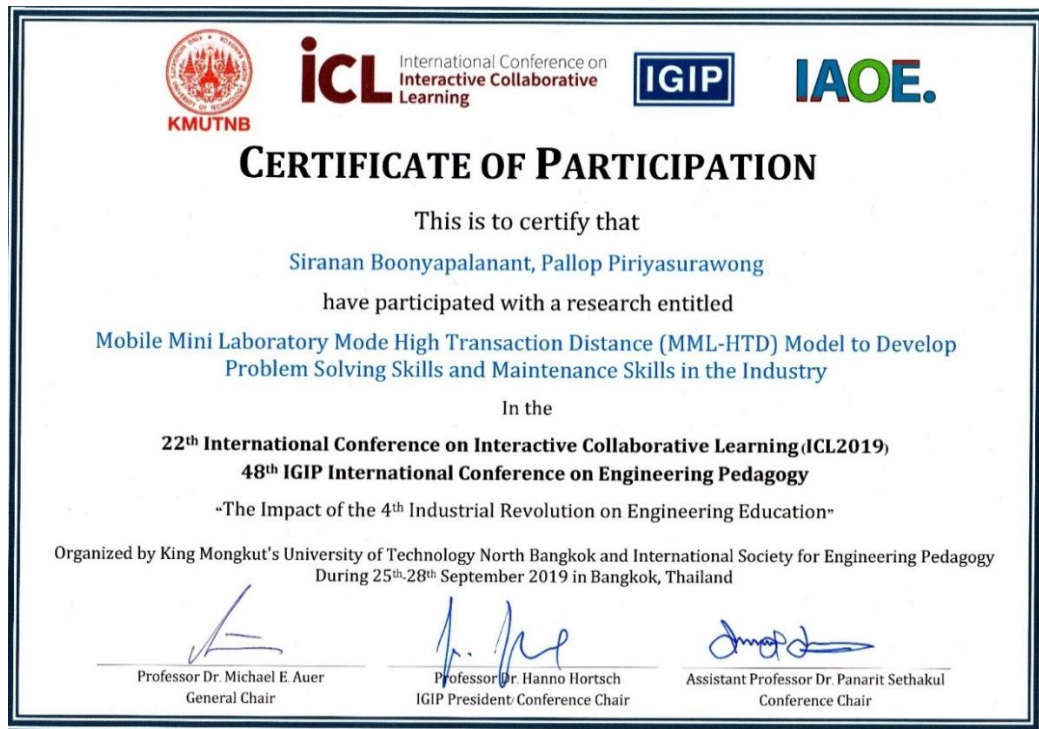 KMUTNB
iCL International Conference on
Interactive Collaborative
Learning
IGIP
IAOE.
CERTIFICATE OF PARTICIPATION
This is to certify that
Siranan Boonyapalanant, Pallop Piriyasurawong
have participated with a research entitled
Mobile Mini Laboratory Mode High Transaction Distance (MML-HTD) Model to Develop
Problem Solving Skills and Maintenance Skills in the Industry
In the
22th International Conference on Interactive Collaborative Learning (ICL2019)
48th IGIP International Conference on Engineering Pedagogy
"The Impact of the 4th Industrial Revolution on Engineering Education"
Organized by King Mongkut's University of Technology North Bangkok and International Society for Engineering Pedagogy
During 25th-28th September 2019 in Bangkok, Thailand
Professor Dr. Michael E. Auer
General Chair
Professor Dr. Hanno Hortsch
IGIP President/Conference Chair
Assistant Professor Dr. Panarit Sethakul
Conference Chair